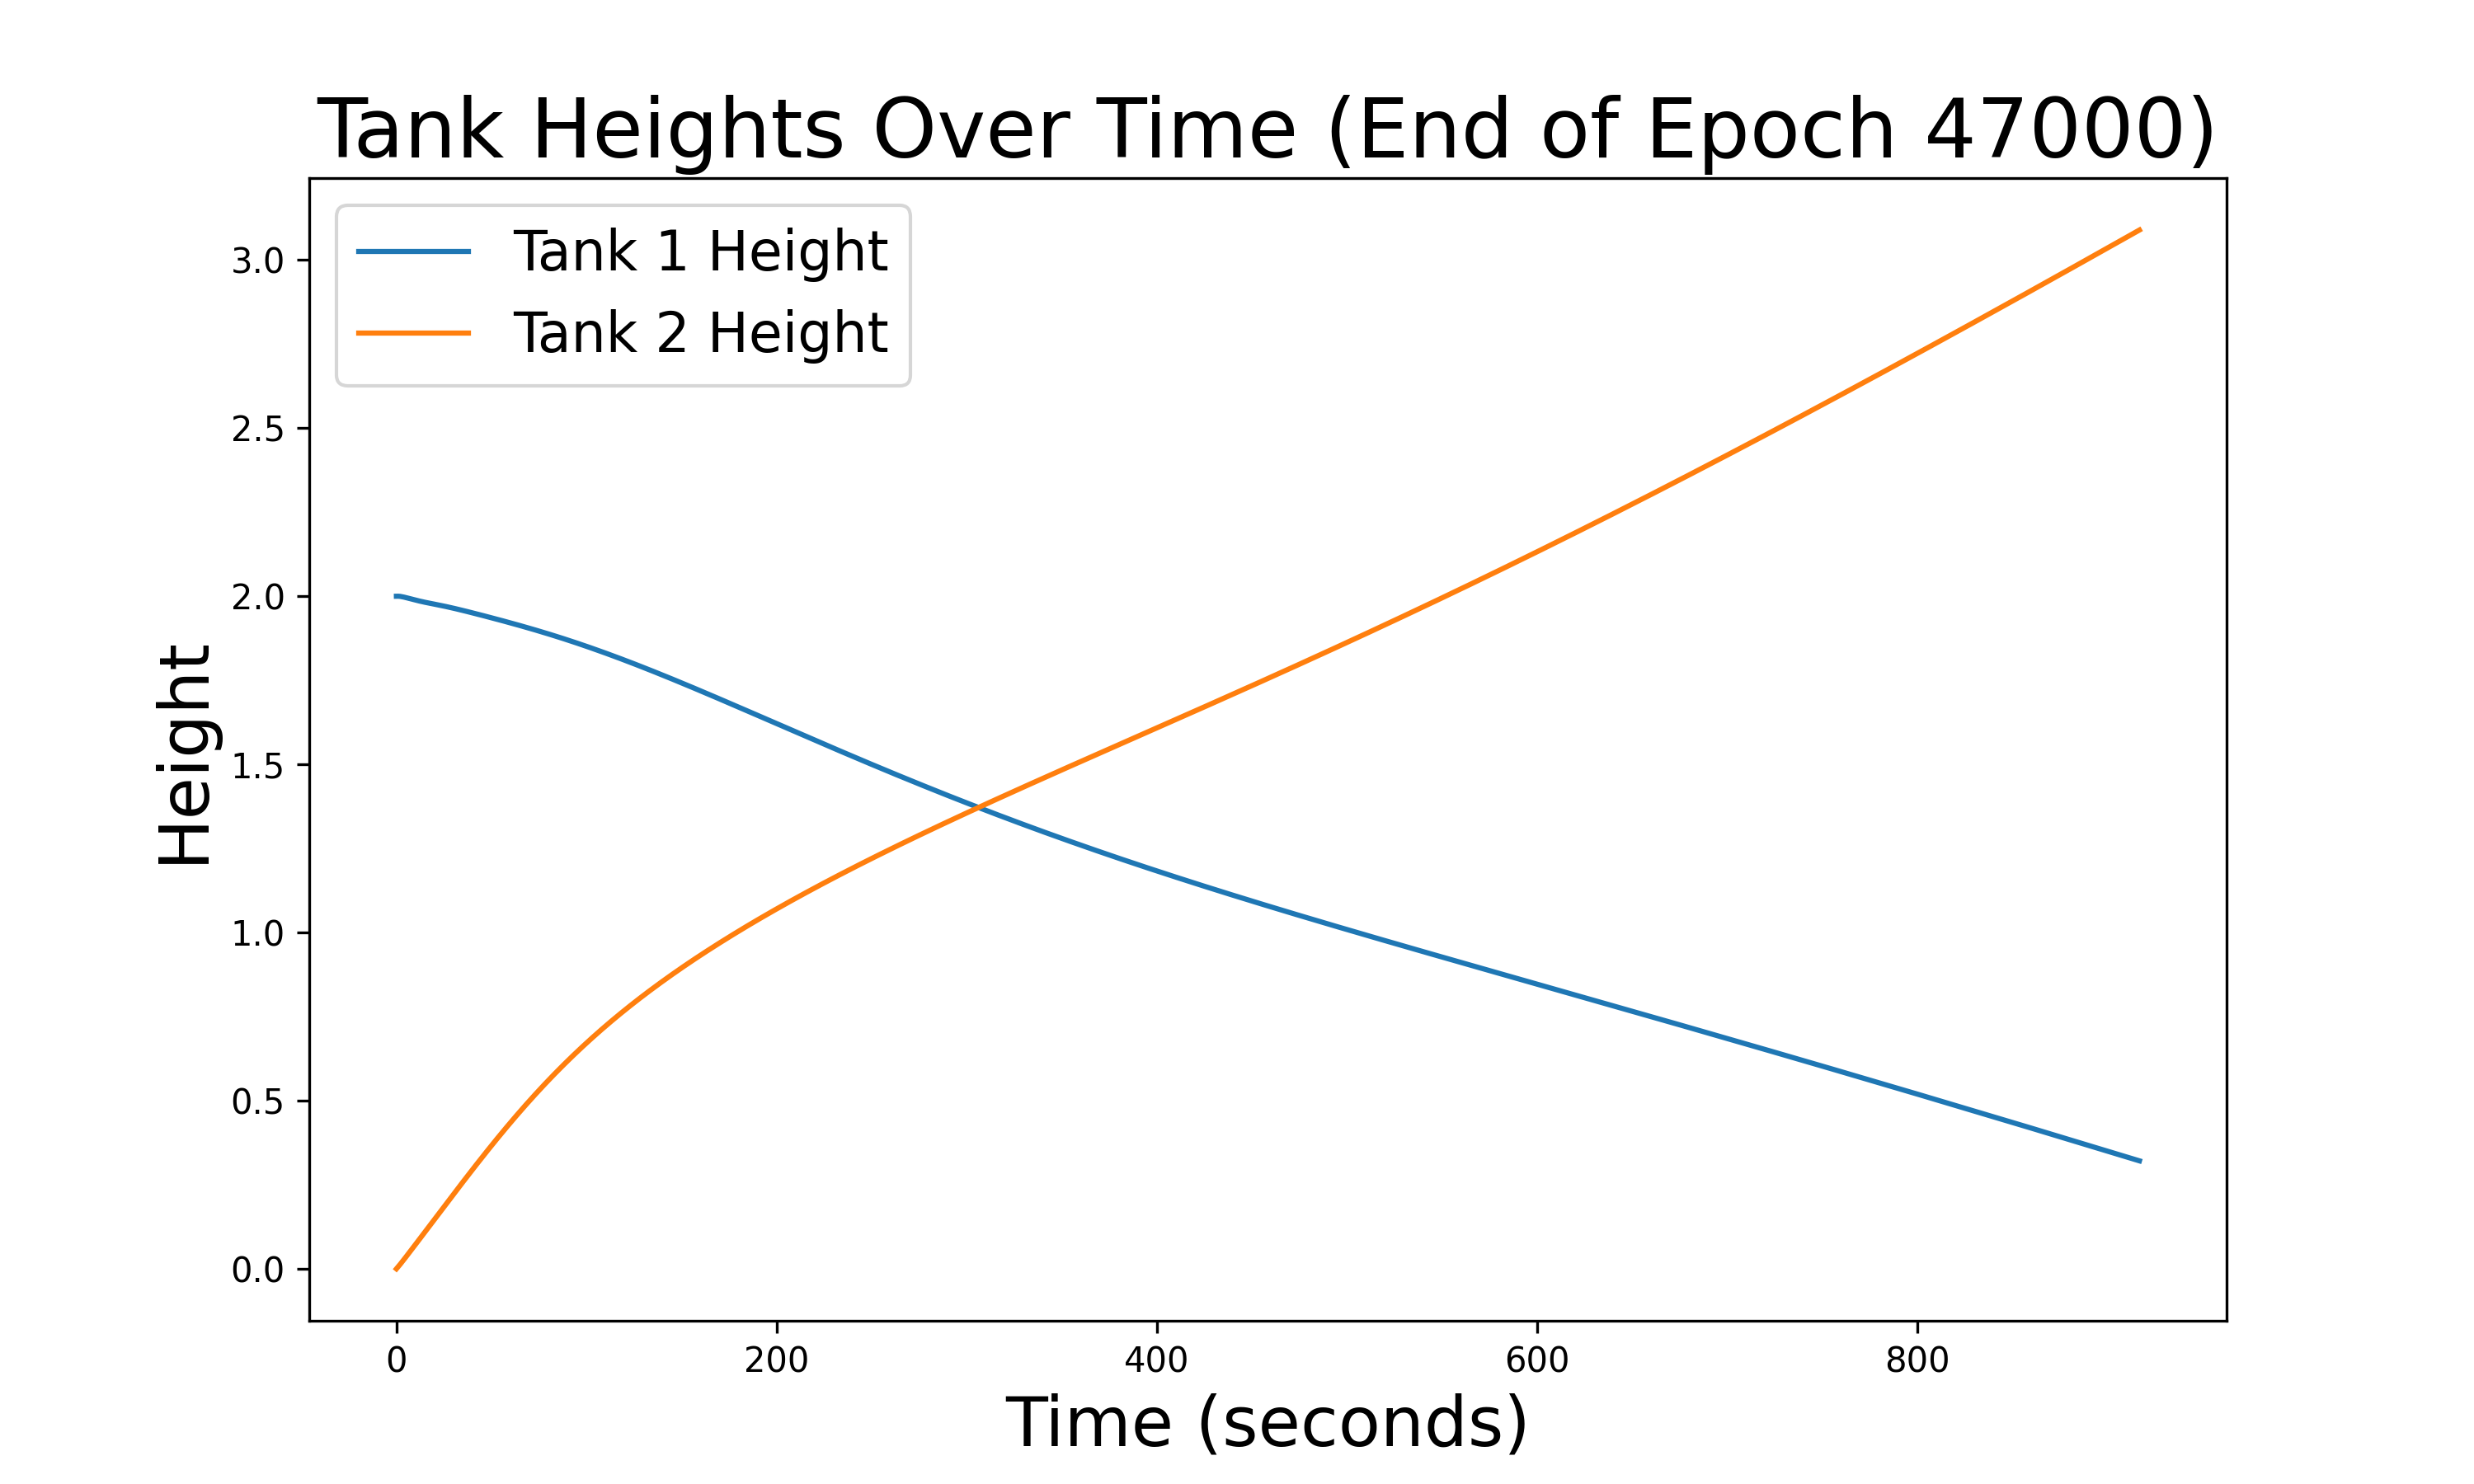 Tank Heights Over Time (End of Epoch 47000)
Tank 1 Height
Tank 2 Height
Height
3.0
2.5
2.0
1.5
1.0
0.5
0.0
0 200 400 600 800
Time (seconds)